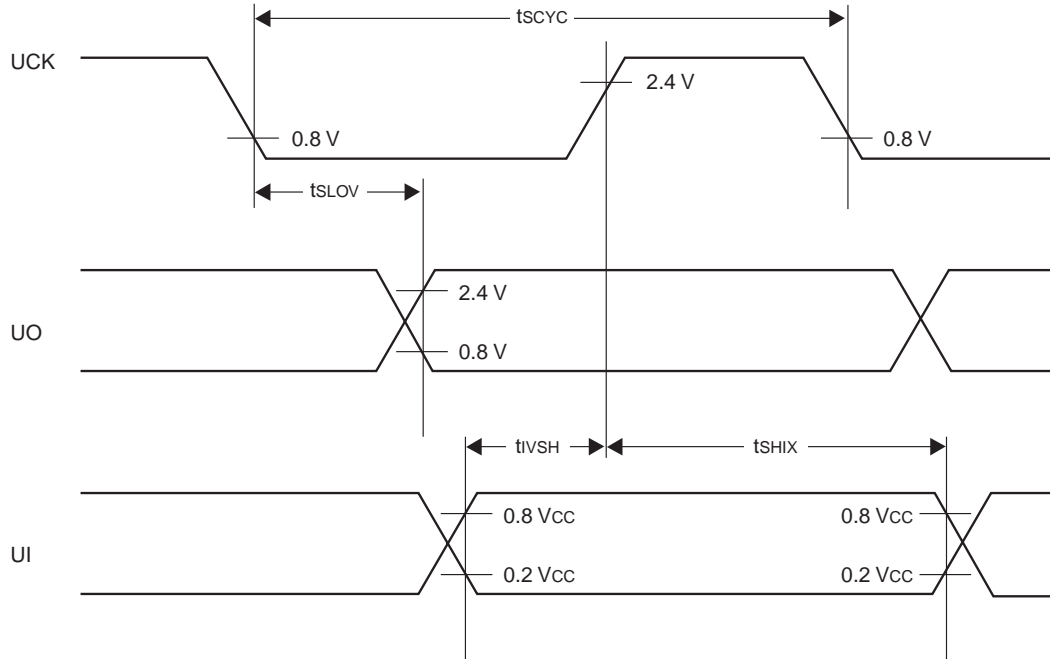 tSCYC
UCK
2.4 V
0.8 V
0.8 V
tSLOV
2.4 V
UO
0.8 V
tIVSH
tSHIX
0.8 VCC
0.8 VCC
UI
0.2 VCC
0.2 VCC